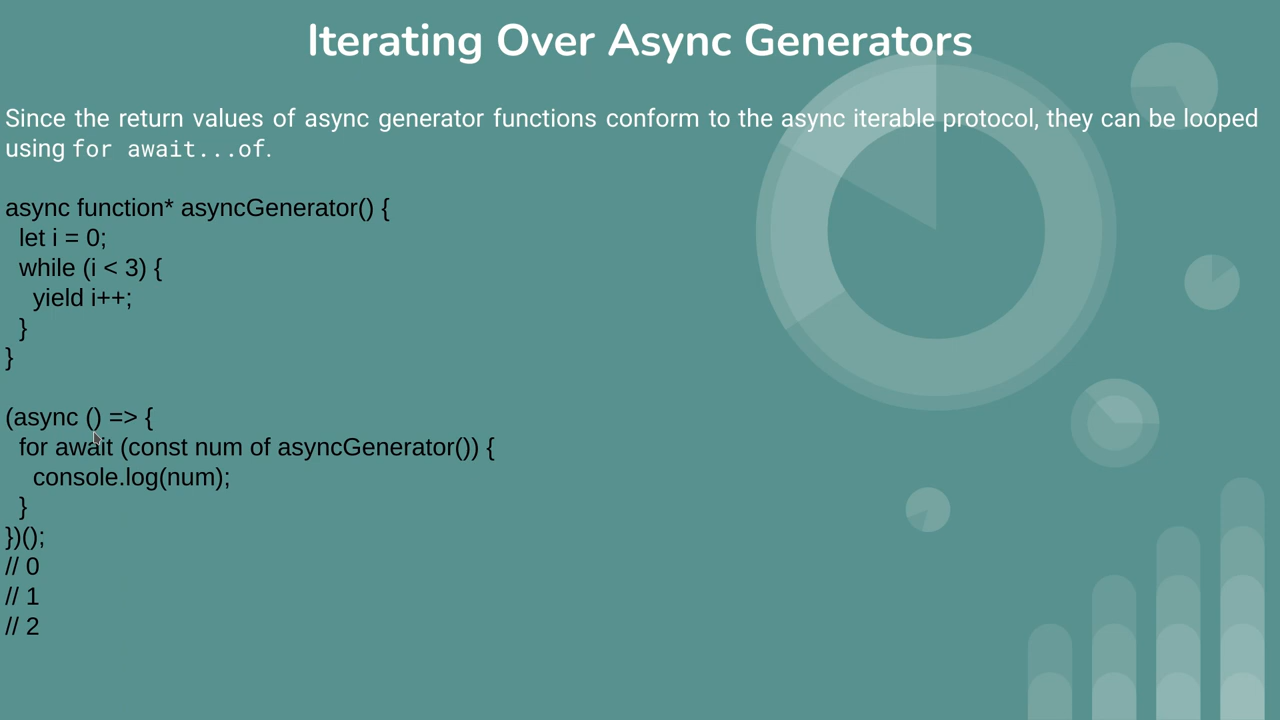 Iterating Over Async Generators
Since the return values of async generator functions conform to the async iterable protocol, they can be looped
using for await...of.
async function* asyncGenerator() {
  let i = 0;
  while (i < 3) {
    yield i++;
  }
}
(async () => {
  for await (const num of asyncGenerator()) {
    console.log(num);
  }
})();
// 0
// 1
// 2